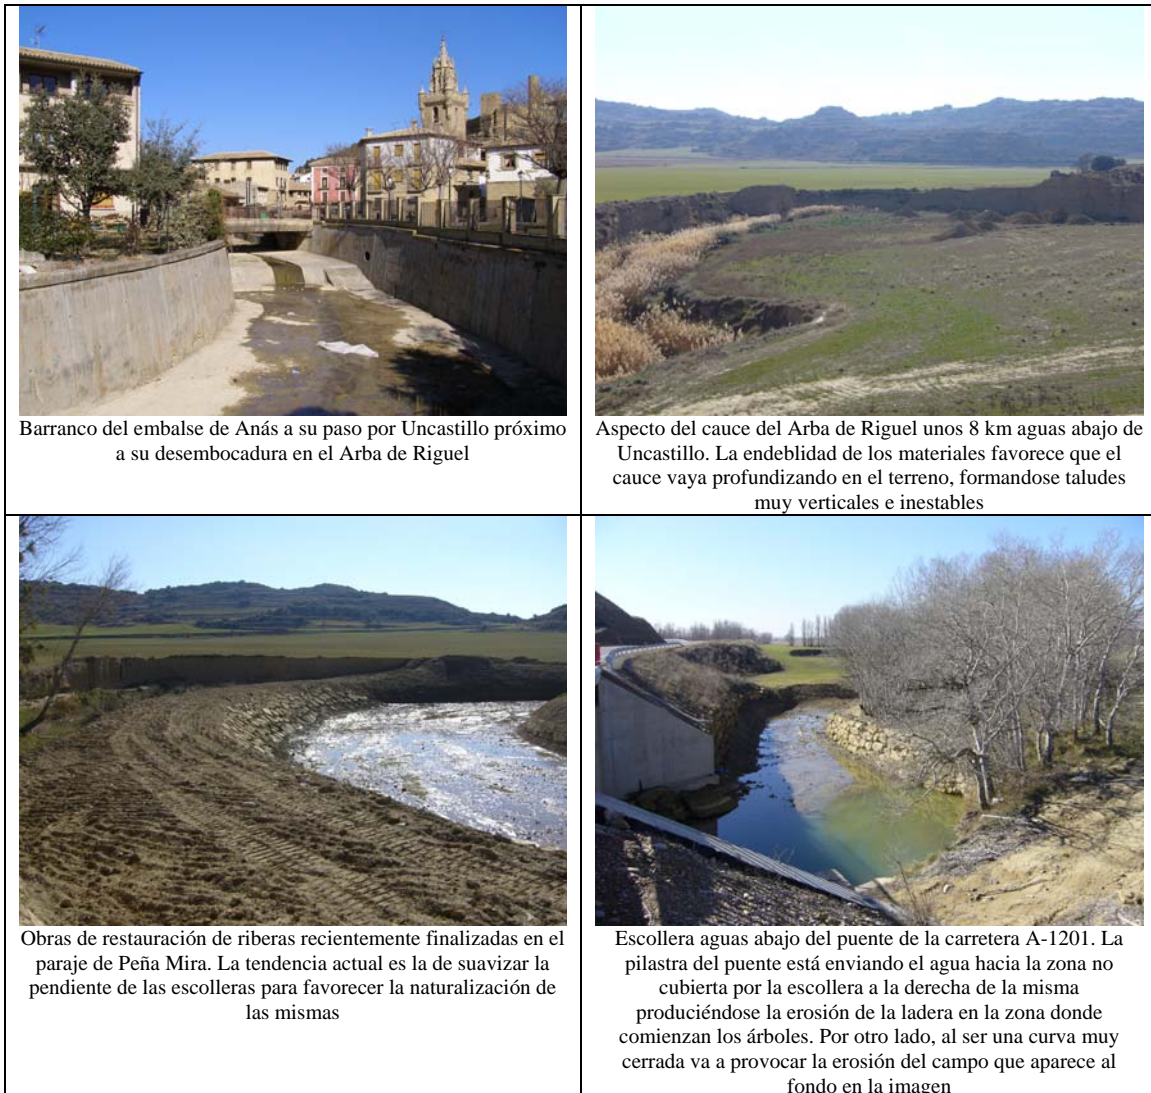 Barranco del embalse de Anás a su paso por Uncastillo próximo
a su desembocadura en el Arba de Riguel
Aspecto del cauce del Arba de Riguel unos 8 km aguas abajo de
Uncastillo. La endeblidad de los materiales favorece que el
cauce vaya profundizando en el terreno, formandose taludes
muy verticales e inestables
Obras de restauración de riberas recientemente finalizadas en el
paraje de Peña Mira. La tendencia actual es la de suavizar la
pendiente de las escolleras para favorecer la naturalización de
las mismas
Escollera aguas abajo del puente de la carretera A-1201. La
pilastra del puente está enviando el agua hacia la zona no
cubierta por la escollera a la derecha de la misma
produciéndose la erosión de la ladera en la zona donde
comienzan los árboles. Por otro lado, al ser una curva muy
cerrada va a provocar la erosión del campo que aparece al
fondo en la imagen